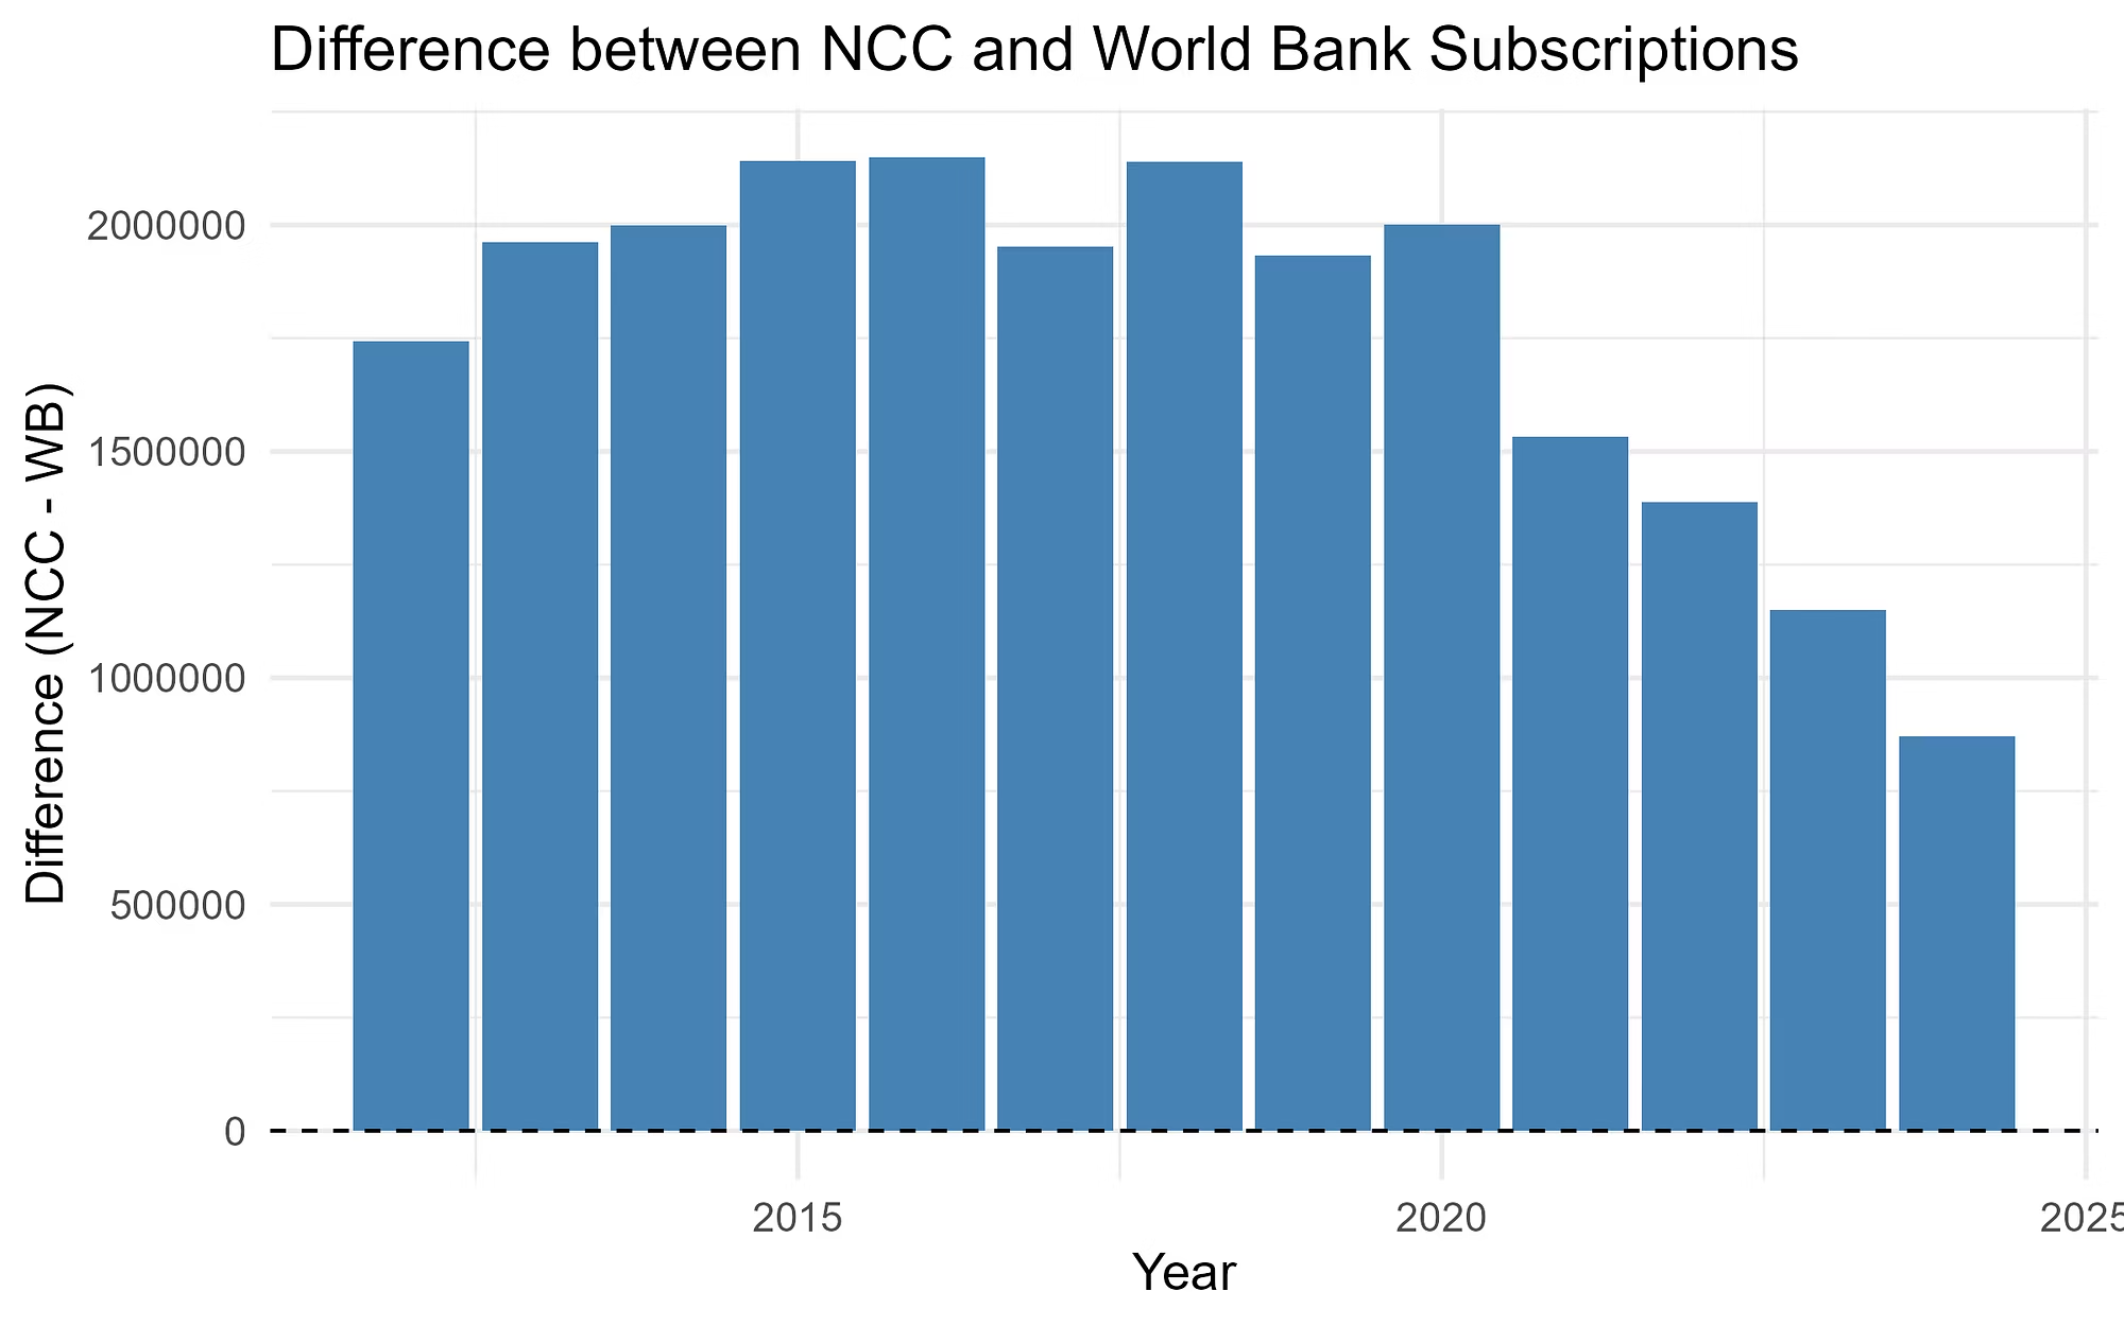 Difference between NCC and World Bank Subscriptions
Difference (NCC - WB)
2000000
1500000
1000000
500000
0
2015
2020
2025
Year